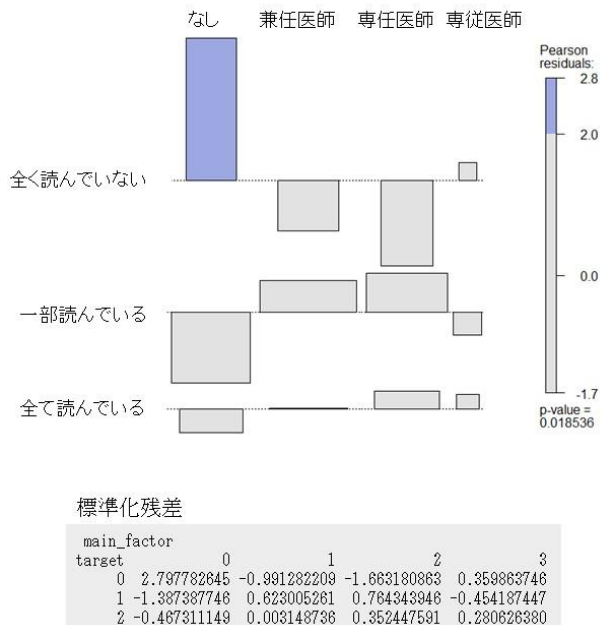 なし 兼任医師 専任医師 専従医師
Pearson
residuals:
2.8
2.0
全く読んでいない
0.0
一部読んでいる
-1.7
全て読んでいる
p-value =
0.018536
標準化残差
main_factor
target 0 1 2 3
0 2.797782645 -0.991282209 -1.663180863 0.359863746
1 -1.387387746 0.623005261 0.764343946 -0.454187447
2 -0.467311149 0.003148736 0.352447591 0.280626380